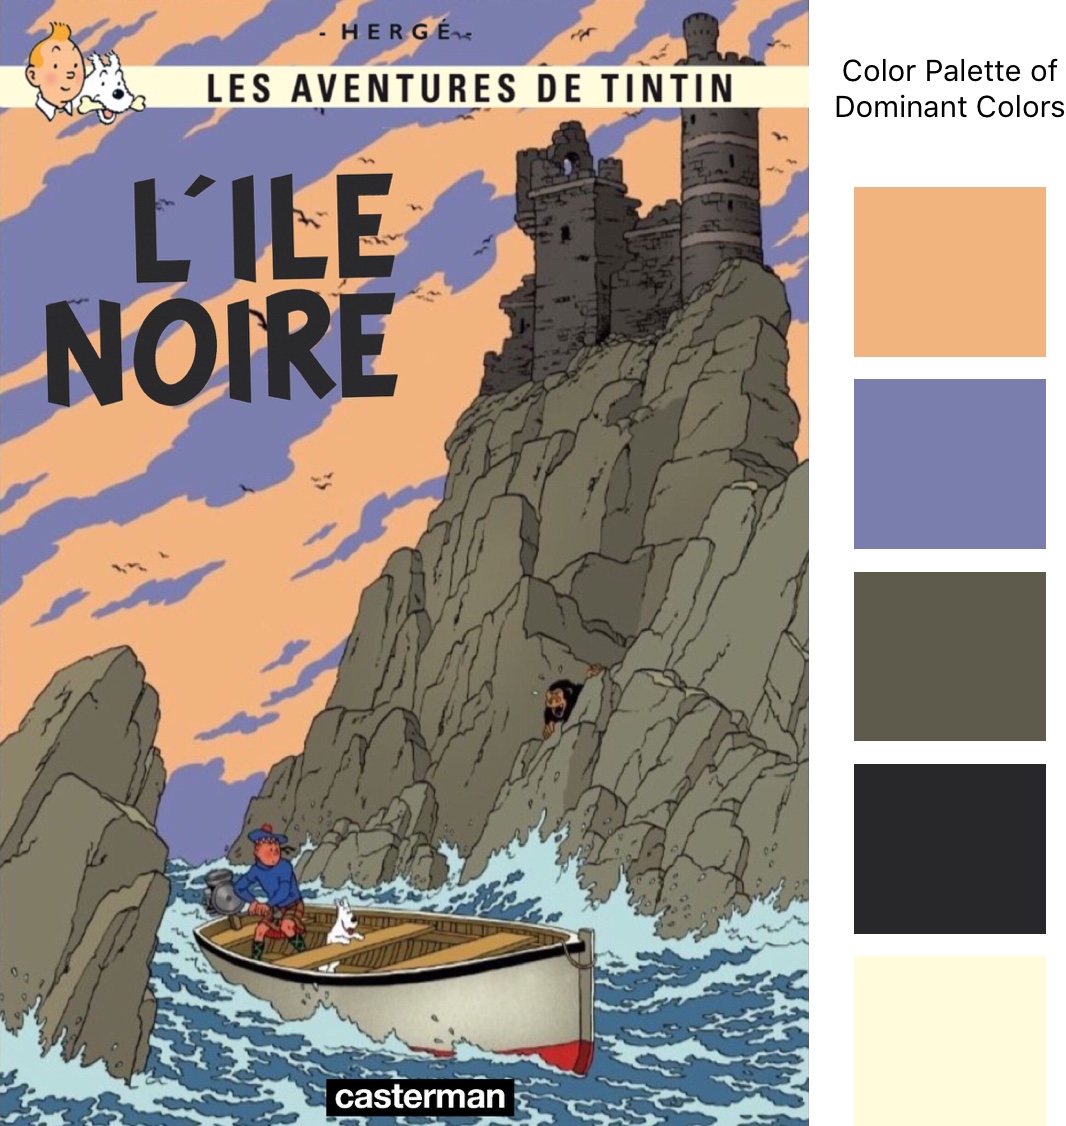 - HERGÉ -
LES AVENTURES DE TINTIN
L´ILE
NOIRE
casterman
Color Palette of
Dominant Colors